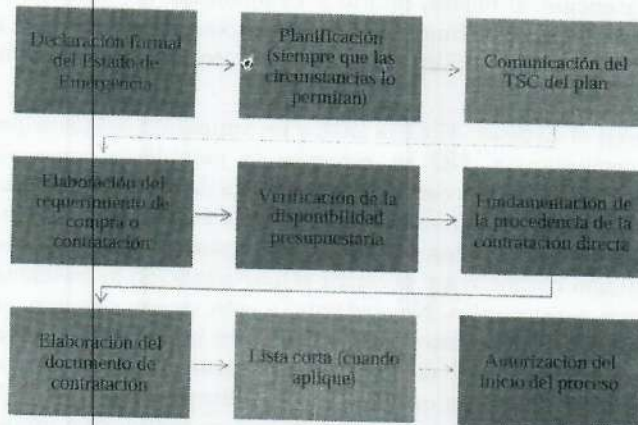 Declaración formal
del Estado de
Emergencia
Planificación
(siempre que las
circunstancias lo
permitan)
Comunicación del
TSC del plan
Elaboración del
requerimiento de
compra o
contratación
Verificación de la
disponibilidad
presupuestaria
Fundamentación de
la procedencia de la
contratación directa
Elaboración del
documento de
contratación
Lista corta (cuando
aplique)
Autorización del
inicio del proceso